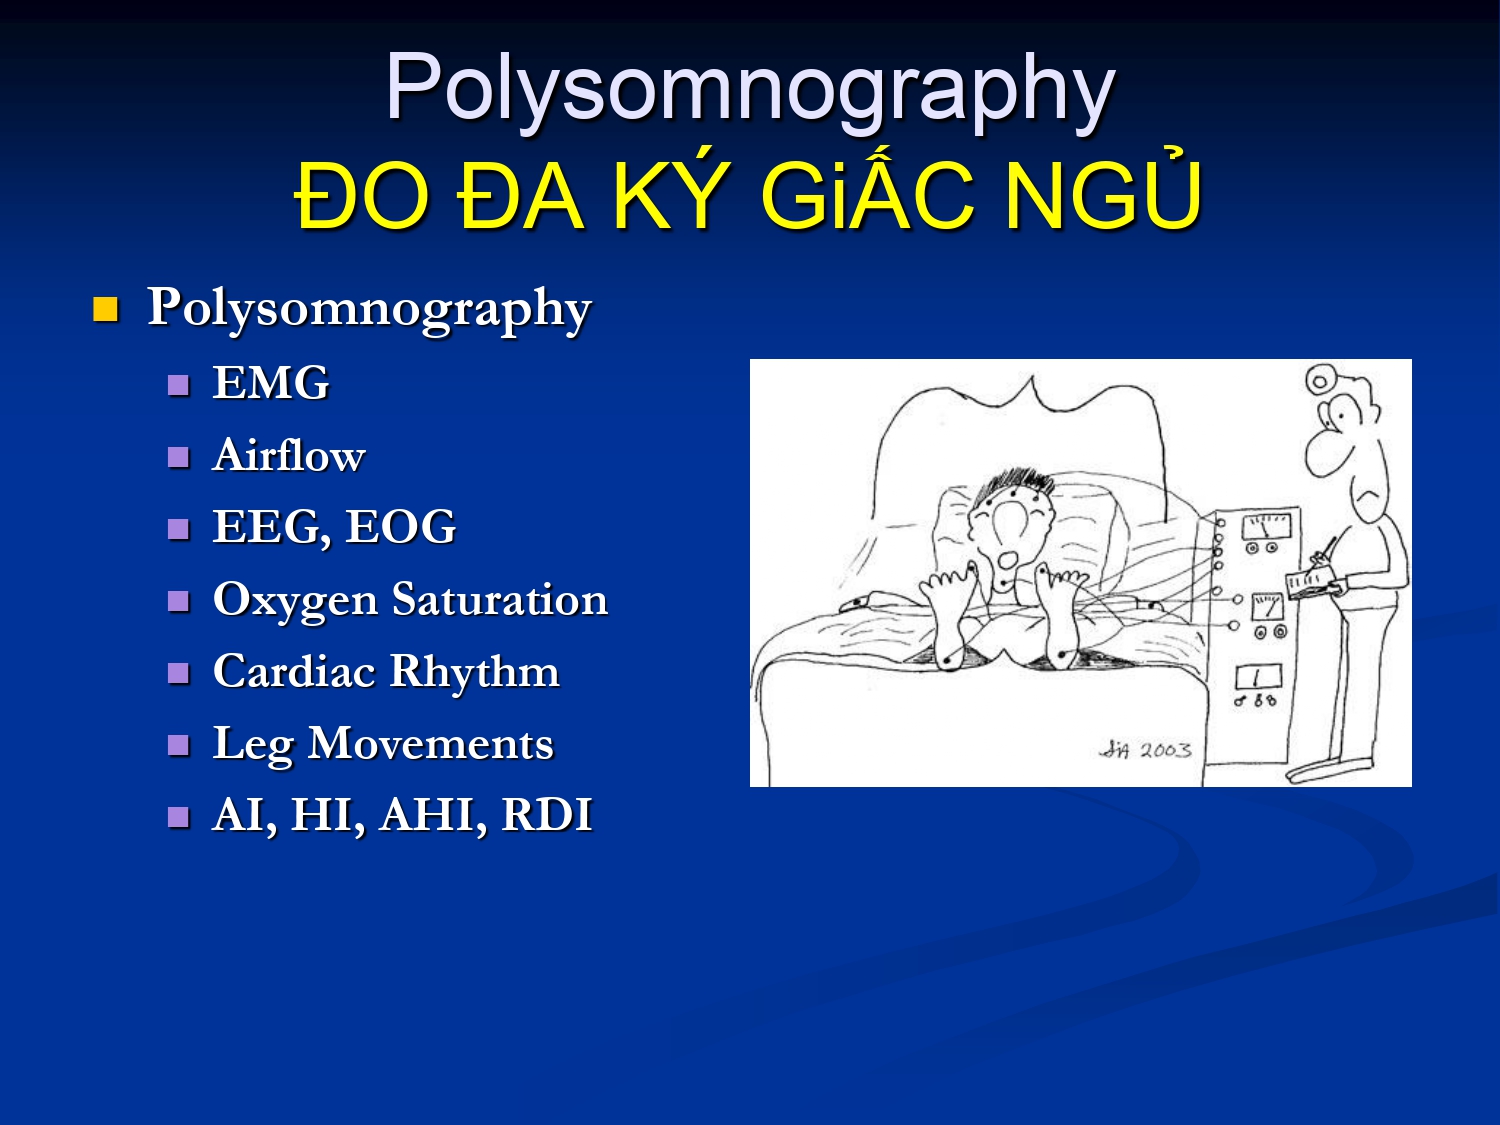 Polysomnography
ĐO ĐA KÝ GiẤC NGỦ
Polysomnography
EMG
Airflow
EEG, EOG
Oxygen Saturation
Cardiac Rhythm
Leg Movements
AI, HI, AHI, RDI
2003